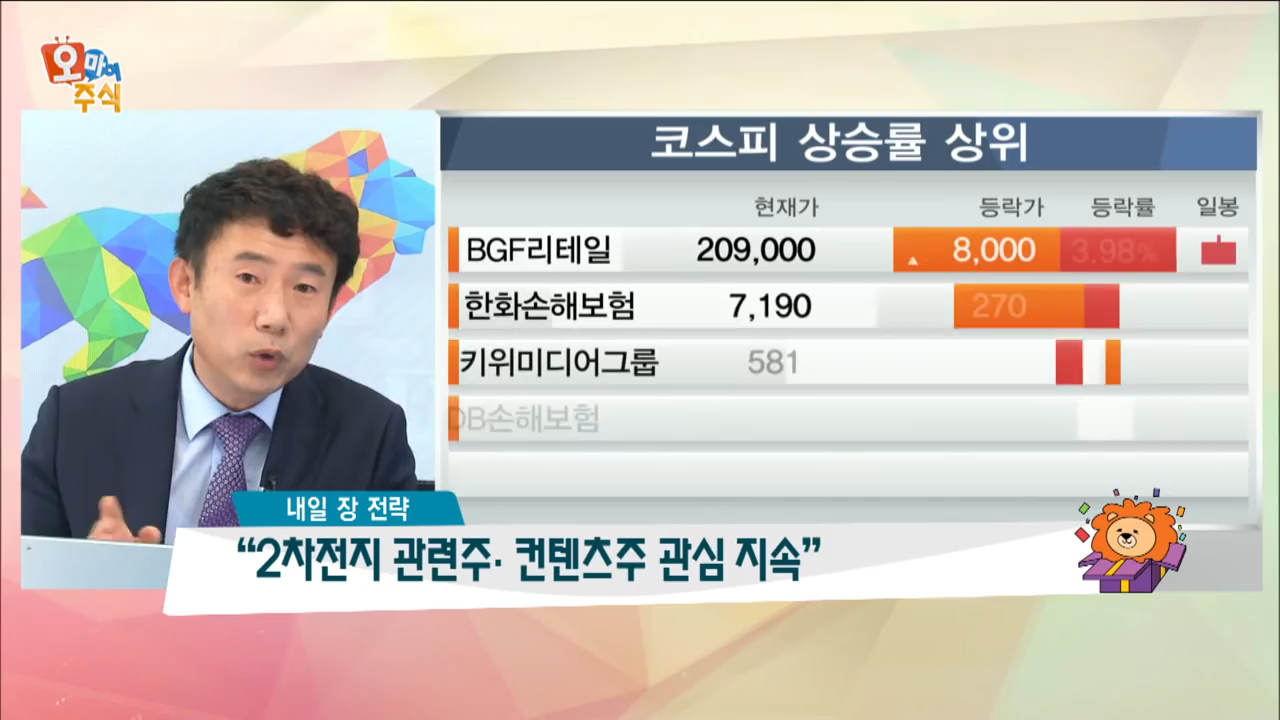 오마이
주식
코스피 상승률 상위
현재가 등락가 등락률 일봉
BGF리테일 209,000 ▲ 8,000 3.98%
한화손해보험 7,190 270
키위미디어그룹 581
DB손해보험
내일 장 전략
“2차전지 관련주· 컨텐츠주 관심 지속”